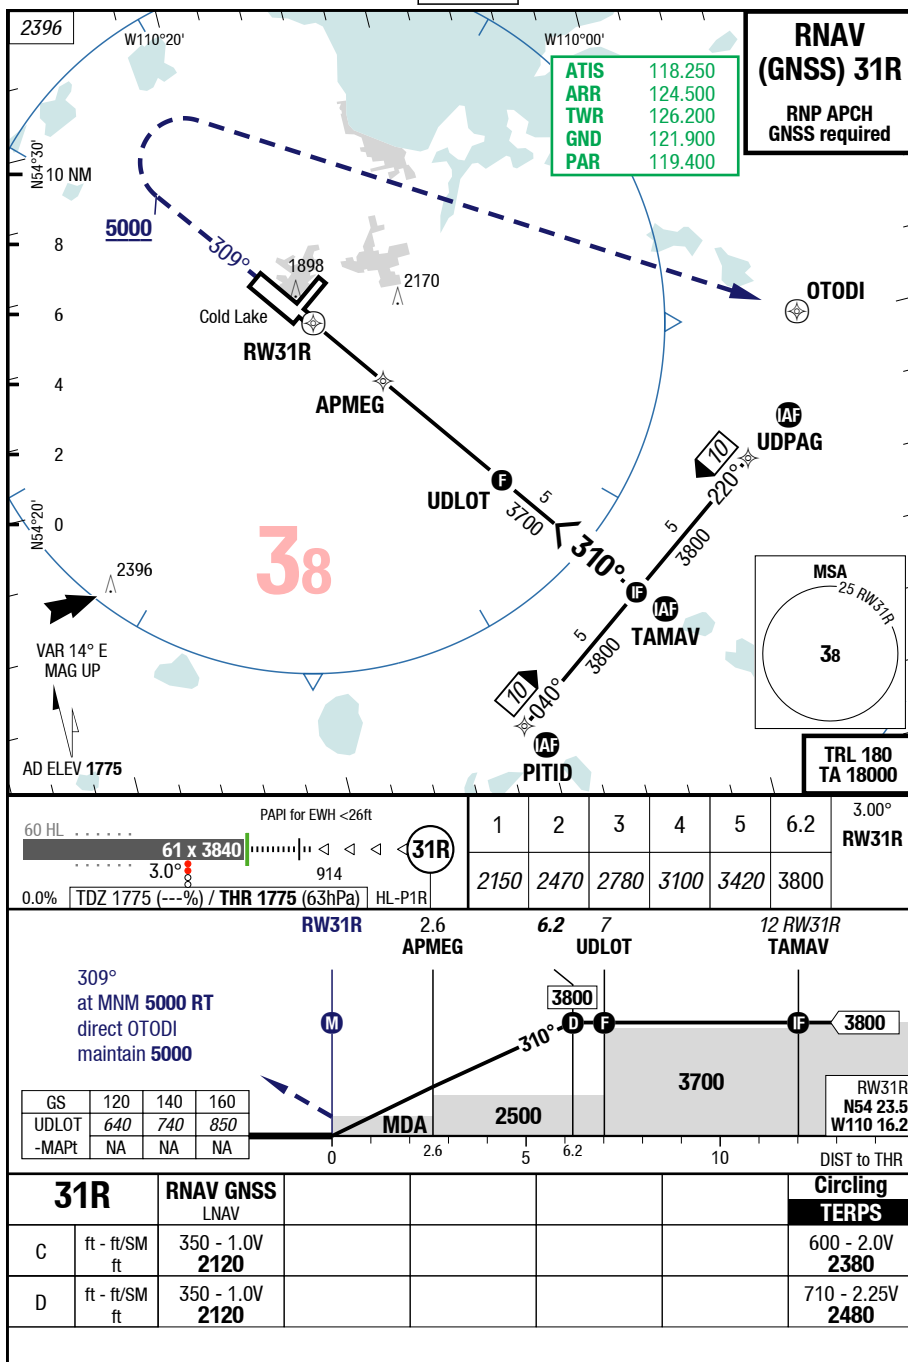 2396
W110°20'
W110°00'
RNAV
(GNSS) 31R
RNP APCH
GNSS required
ATIS 118.250
ARR 124.500
TWR 126.200
GND 121.900
PAR 119.400
N54°30'
10 NM
5000
309°
8
1898
2170
OTODI
6
Cold Lake
RW31R
4
APMEG
IAF
UDPAG
2
10
220°
UDLOT
F
5
3700
5
3800
N54°20'
0
38
310°
IF
IAF
TAMAV
2396
MSA
25 RW31R
38
VAR 14° E
MAG UP
5
3800
10
040°
IAF
PITID
AD ELEV 1775
TRL 180
TA 18000
60 HL
PAPI for EWH <26ft
61 x 3840
31R
3.0°
914
0.0%
TDZ 1775 (---%) / THR 1775 (63hPa)
HL-P1R
1 2 3 4 5 6.2 3.00°
RW31R
2150 2470 2780 3100 3420 3800
RW31R 2.6 6.2 7 12 RW31R
APMEG UDLOT TAMAV
309°
at MNM 5000 RT
direct OTODI
maintain 5000
3800
M D F IF 3800
310°
3700
MDA 2500
RW31R
N54 23.5
W110 16.2
GS 120 140 160
UDLOT 640 740 850
-MAPt NA NA NA
0 2.6 5 6.2 10 DIST to THR
31R RNAV GNSS Circling
LNAV TERPS
C ft - ft/SM 350 - 1.0V 600 - 2.0V
ft 2120 2380
D ft - ft/SM 350 - 1.0V 710 - 2.25V
ft 2120 2480